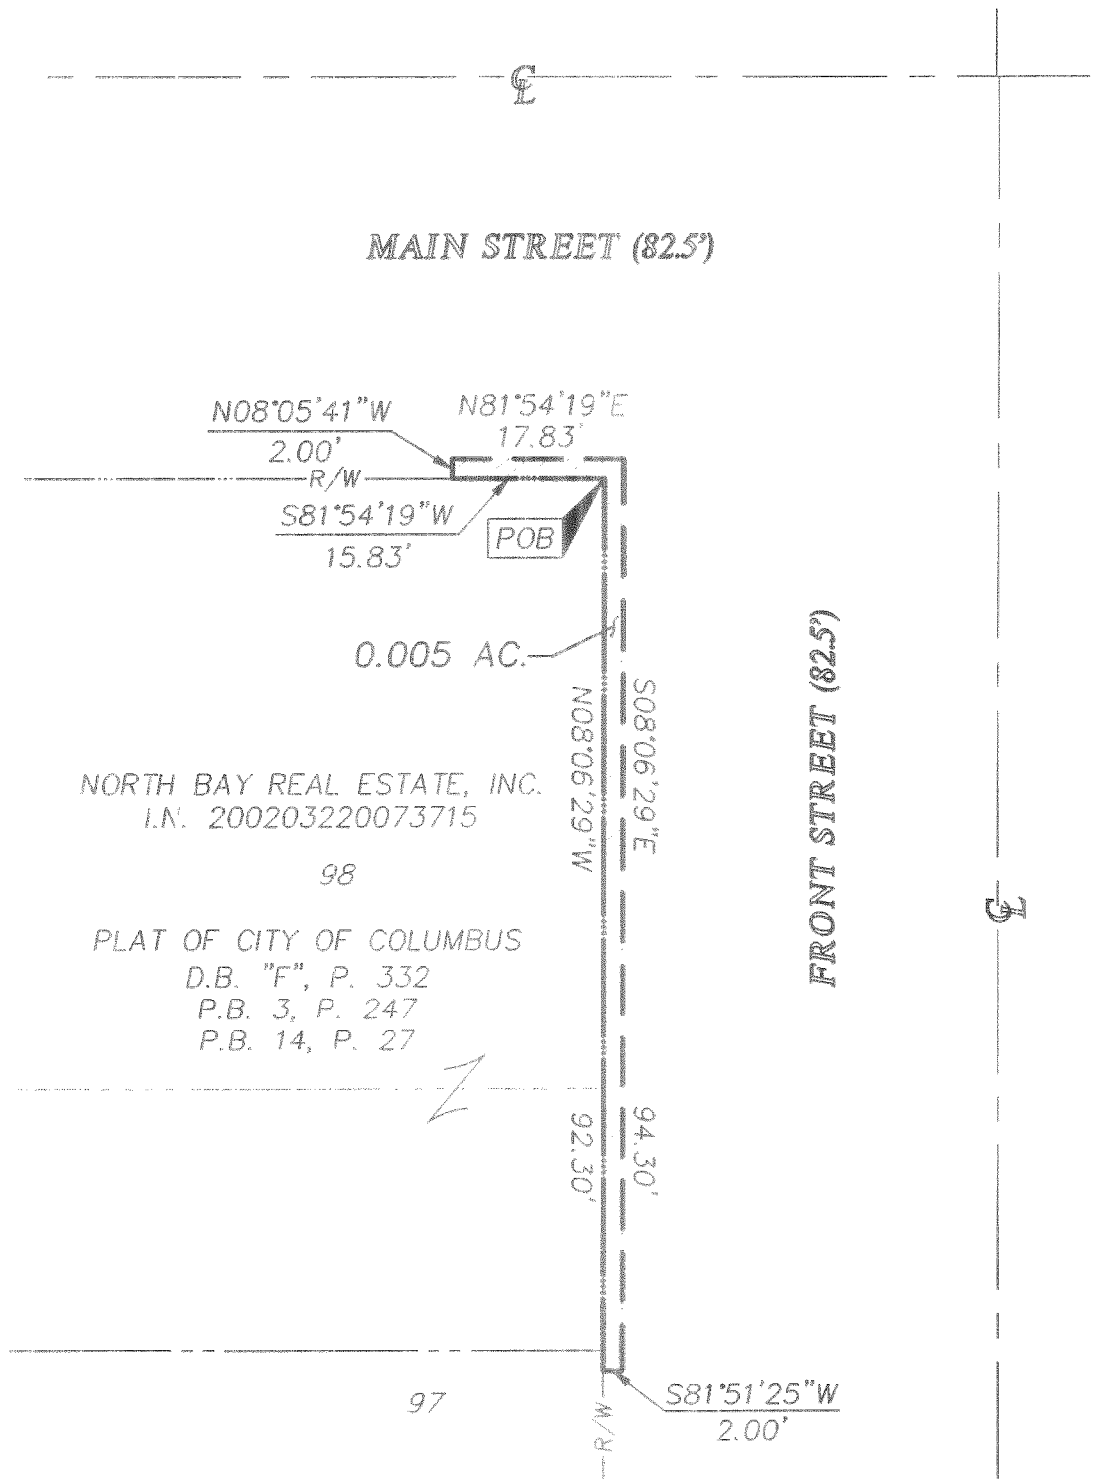 ℄
MAIN STREET (82.5')
N08°05'41"W
2.00'
N81°54'19"E
17.83'
R/W
S81°54'19"W
15.83'
POB
0.005 AC.
N08°06'29"W
92.30'
S08°06'29"E
94.30'
FRONT STREET (82.5')
℄
NORTH BAY REAL ESTATE, INC.
I.N. 200203220073715
98
PLAT OF CITY OF COLUMBUS
D.B. "F", P. 332
P.B. 3, P. 247
P.B. 14, P. 27
97
R/W
S81°51'25"W
2.00'